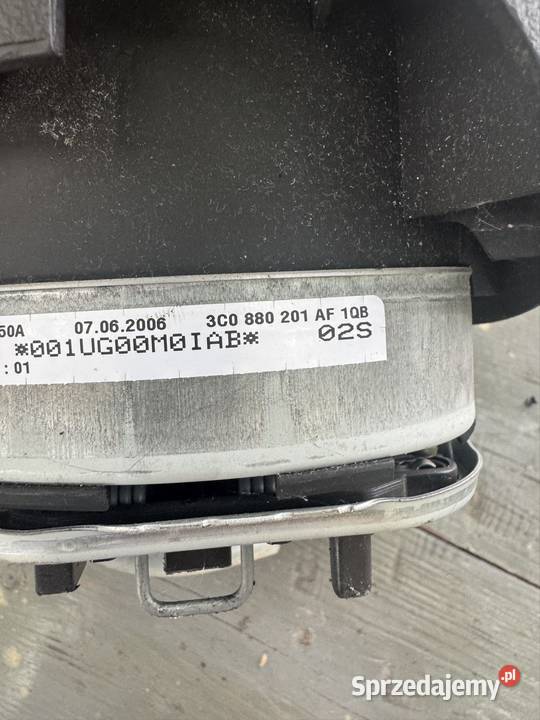 50A 07.06.2006 3C0 880 201 AF 1QB
*001UG00M0IAB* 02S
: 01
Sprzedajemy.pl